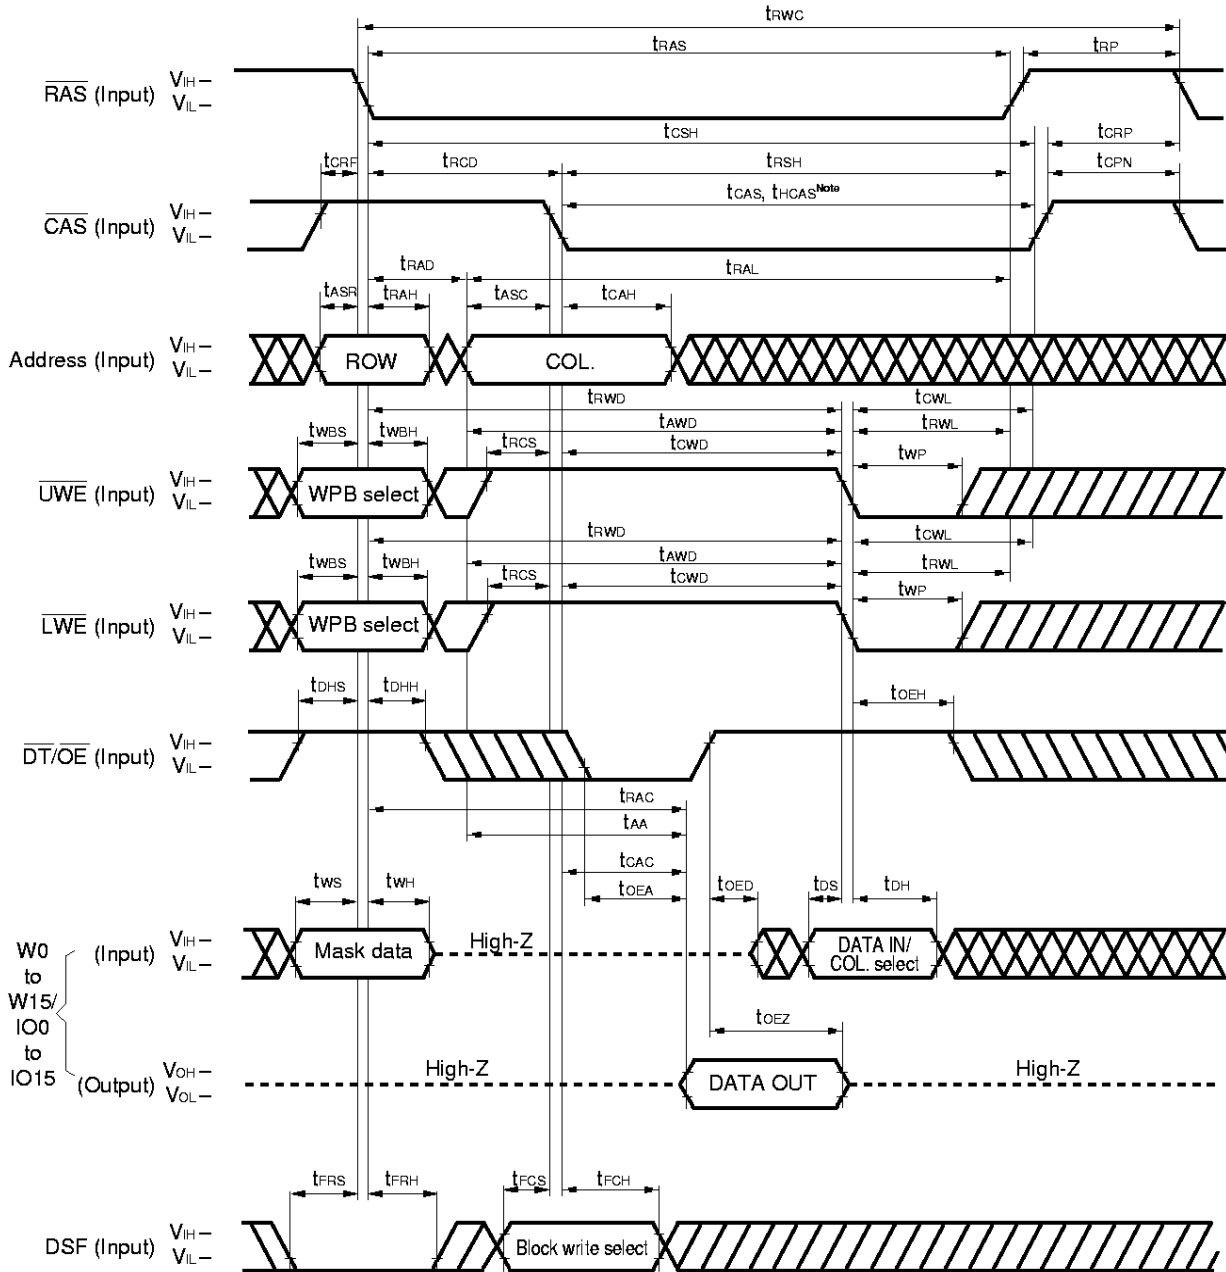 tRWC
tRAS tRP
RAS (Input) VIH–
VIL–
tCSH tCRP
tCRP tRCD tRSH tCPN
tCAS, tHCAS Note
CAS (Input) VIH–
VIL–
tRAD tRAL
tASR tRAH tASC tCAH
Address (Input) VIH–
VIL–
ROW COL.
tRWD tCWL
tAWD tRWL
tWBS tWBH tRCS tCWD tWP
UWE (Input) VIH–
VIL–
WPB select
tRWD tCWL
tAWD tRWL
tWBS tWBH tRCS tCWD tWP
LWE (Input) VIH–
VIL–
WPB select
tDHS tDHH tOEH
DT/OE (Input) VIH–
VIL–
tRAC
tAA
tCAC
tWS tWH tOEA tOED tDS tDH
W0
to
W15/
IO0
to
IO15
(Input) VIH–
VIL–
Mask data High-Z DATA IN/
COL. select
tOEZ
(Output) VOH–
VOL–
High-Z DATA OUT High-Z
tFRS tFRH tFCS tFCH
DSF (Input) VIH–
VIL–
Block write select